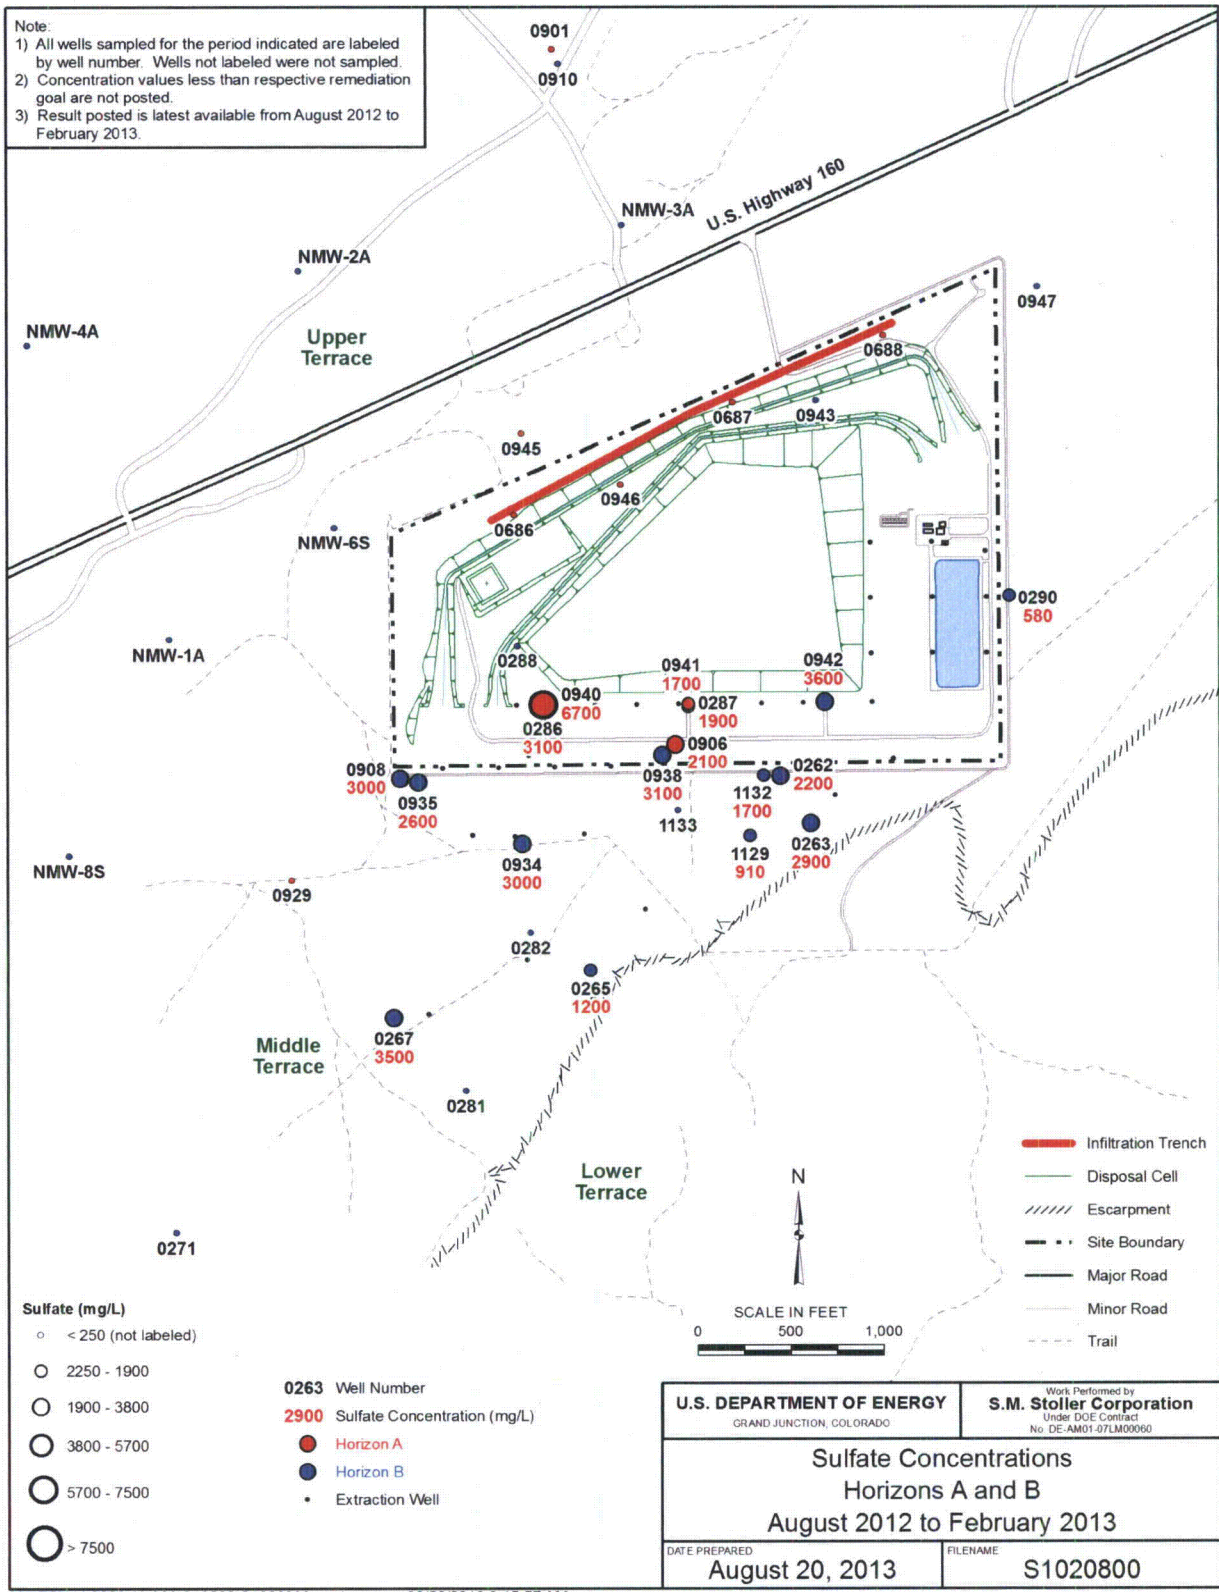 Note:
1) All wells sampled for the period indicated are labeled
by well number. Wells not labeled were not sampled.
2) Concentration values less than respective remediation
goal are not posted.
3) Result posted is latest available from August 2012 to
February 2013.
0901
0910
NMW-3A
U.S. Highway 160
NMW-2A
0947
NMW-4A
Upper
Terrace
0688
0687
0943
0945
0946
0686
NMW-6S
0290
580
NMW-1A
0288
0941
1700
0942
3600
0940
6700
0287
1900
0286
3100
0906
2100
0908
3000
0938
3100
0262
2200
0935
2600
1132
1700
1133
0263
2900
1129
910
0934
3000
NMW-8S
0929
0282
0265
1200
0267
3500
Middle
Terrace
0281
Lower
Terrace
0271
N
SCALE IN FEET
0 500 1,000
Infiltration Trench
Disposal Cell
Escarpment
Site Boundary
Major Road
Minor Road
Trail
Sulfate (mg/L)
< 250 (not labeled)
2250 - 1900
1900 - 3800
3800 - 5700
5700 - 7500
> 7500
0263 Well Number
2900 Sulfate Concentration (mg/L)
Horizon A
Horizon B
Extraction Well
U.S. DEPARTMENT OF ENERGY
GRAND JUNCTION, COLORADO
Work Performed by
S.M. Stoller Corporation
Under DOE Contract
No. DE-AM01-07LM00060
Sulfate Concentrations
Horizons A and B
August 2012 to February 2013
DATE PREPARED
August 20, 2013
FILENAME
S1020800